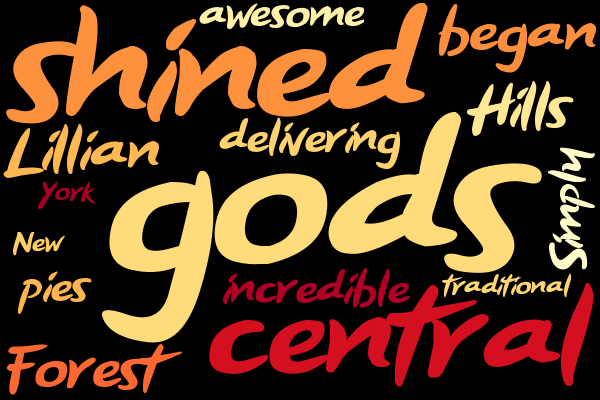 awesome
shined
began
Hills
Lillian
delivering
Simply
York
gods
New
pies
incredible
traditional
central
Forest